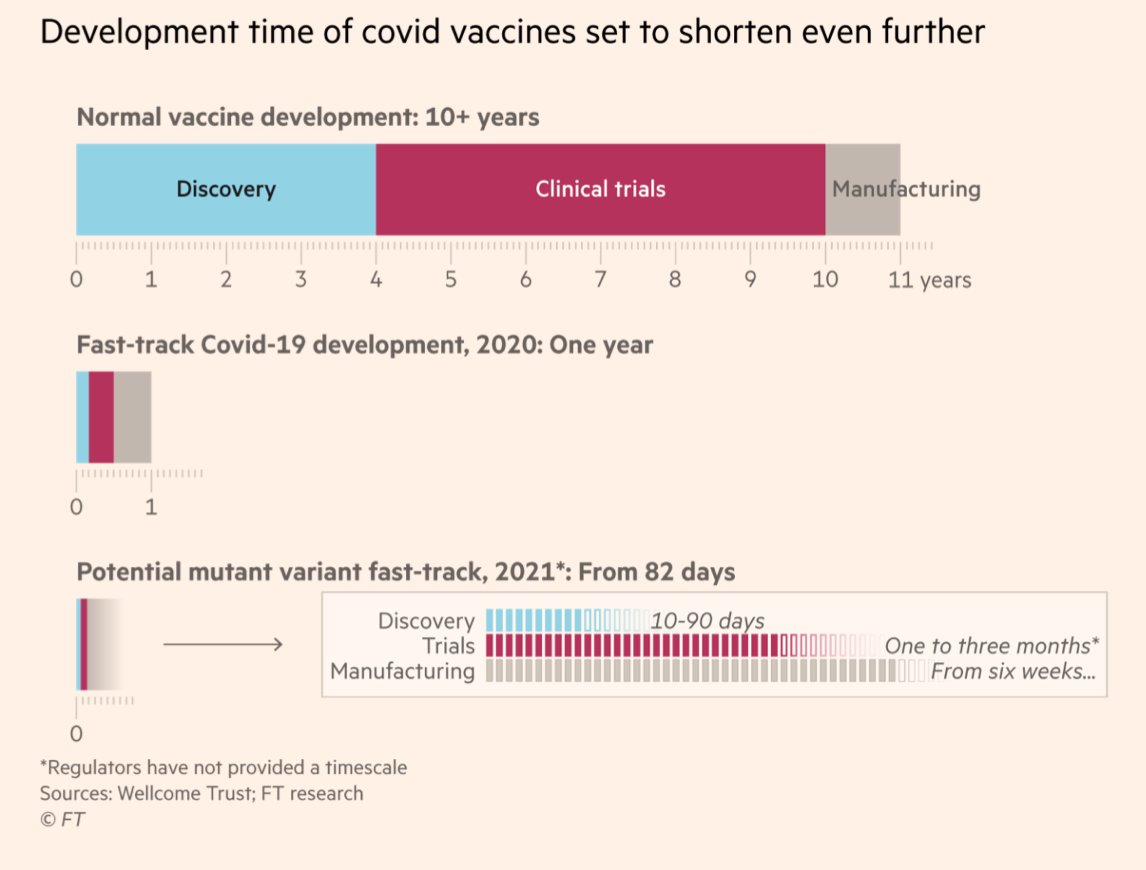 Development time of covid vaccines set to shorten even further
Normal vaccine development: 10+ years
Discovery
Clinical trials
Manufacturing
0 1 2 3 4 5 6 7 8 9 10 11 years
Fast-track Covid-19 development, 2020: One year
0 1
Potential mutant variant fast-track, 2021*: From 82 days
Discovery 10-90 days
Trials One to three months*
Manufacturing From six weeks...
0
*Regulators have not provided a timescale
Sources: Wellcome Trust; FT research
© FT